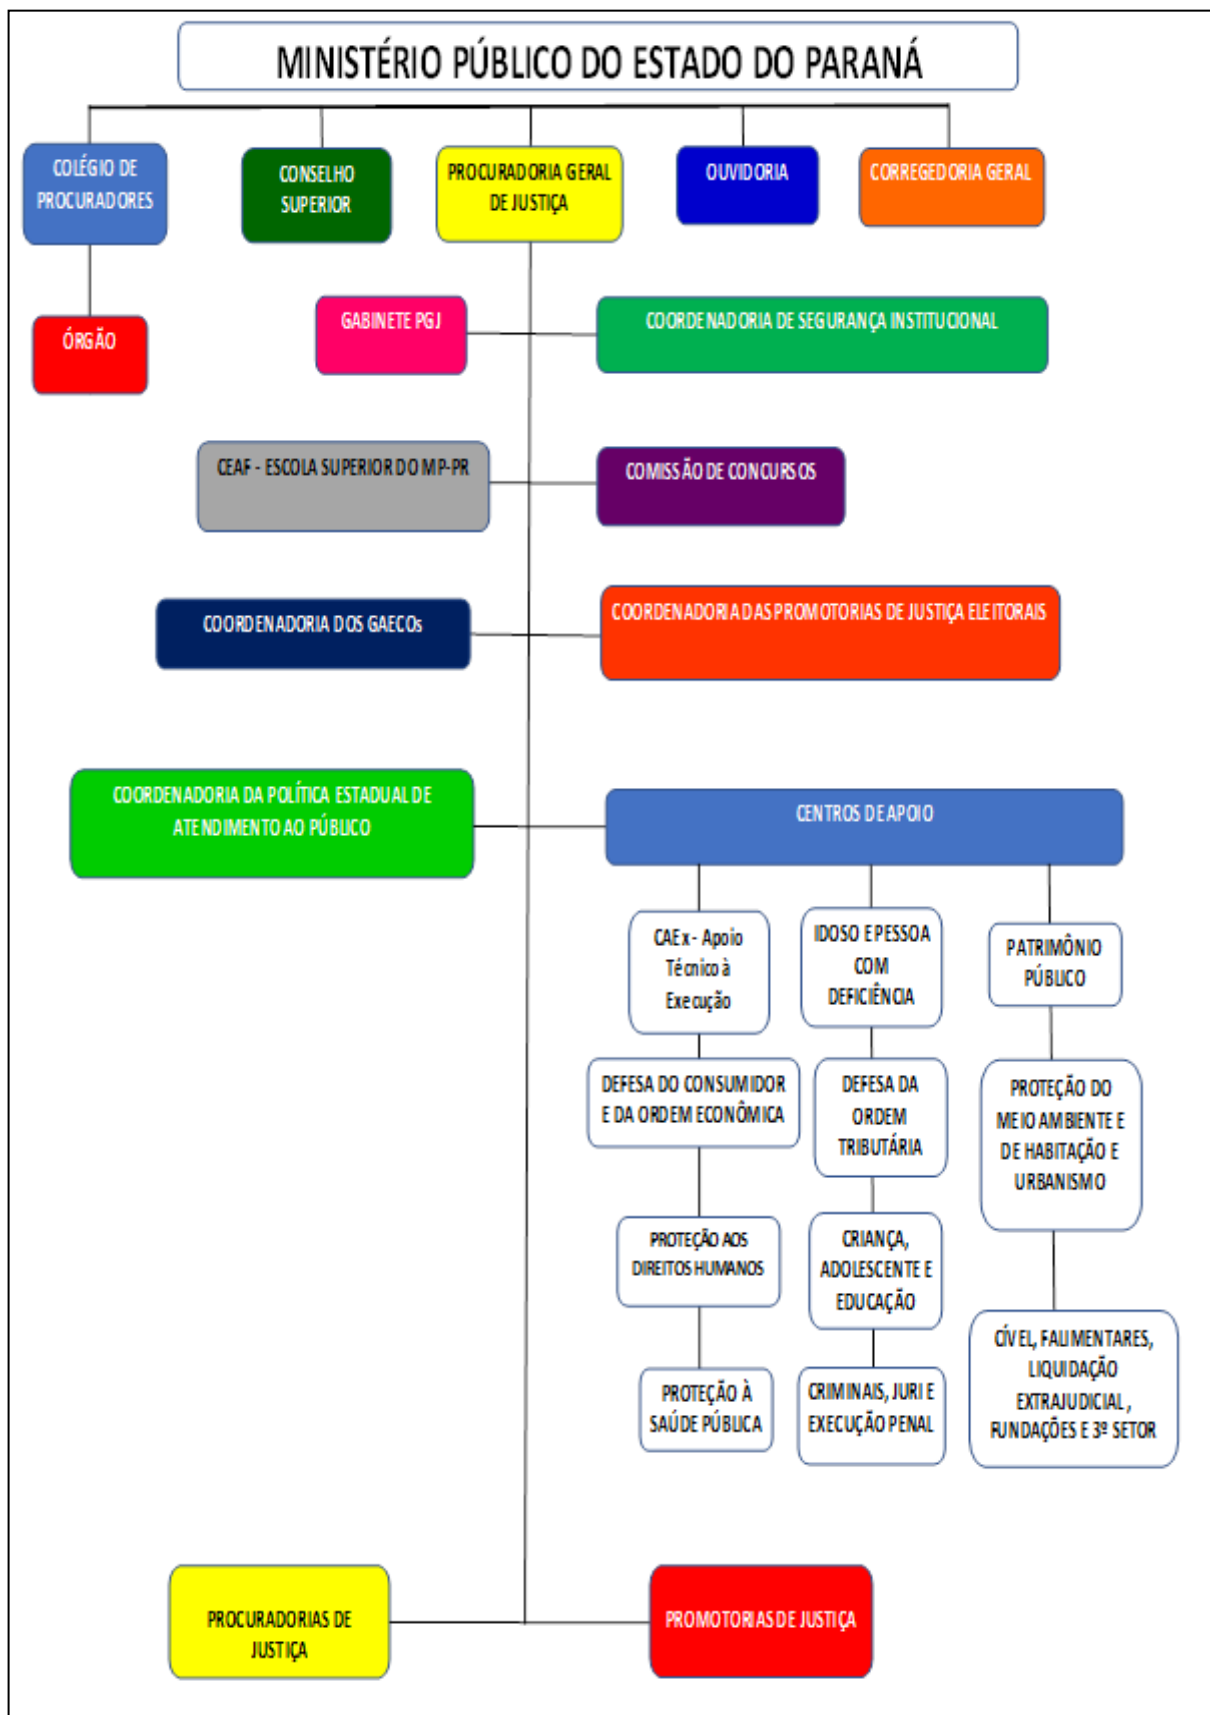 MINISTÉRIO PÚBLICO DO ESTADO DO PARANÁ
COLÉGIO DE
PROCURADORES
CONSELHO
SUPERIOR
PROCURADORIA GERAL
DE JUSTIÇA
OUVIDORIA
CORREGEDORIA GERAL
ÓRGÃO
GABINETE PGJ
COORDENADORIA DE SEGURANÇA INSTITUCIONAL
CEAF - ESCOLA SUPERIOR DO MP-PR
COMISSÃO DE CONCURSOS
COORDENADORIA DOS GAECOs
COORDENADORIA DAS PROMOTORIAS DE JUSTIÇA ELEITORAIS
COORDENADORIA DA POLÍTICA ESTADUAL DE
ATENDIMENTO AO PÚBLICO
CENTROS DE APOIO
CAEx - Apoio
Técnico à
Execução
IDOSO E PESSOA
COM
DEFICIÊNCIA
PATRIMÔNIO
PÚBLICO
DEFESA DO CONSUMIDOR
E DA ORDEM ECONÔMICA
DEFESA DA
ORDEM
TRIBUTÁRIA
PROTEÇÃO DO
MEIO AMBIENTE E
DE HABITAÇÃO E
URBANISMO
PROTEÇÃO AOS
DIREITOS HUMANOS
CRIANÇA,
ADOLESCENTE E
EDUCAÇÃO
CÍVEL, FALIMENTARES,
LIQUIDAÇÃO
EXTRAJUDICIAL,
FUNDAÇÕES E 3º SETOR
PROTEÇÃO À
SAÚDE PÚBLICA
CRIMINAIS, JURI E
EXECUÇÃO PENAL
PROCURADORIAS DE
JUSTIÇA
PROMOTORIAS DE JUSTIÇA